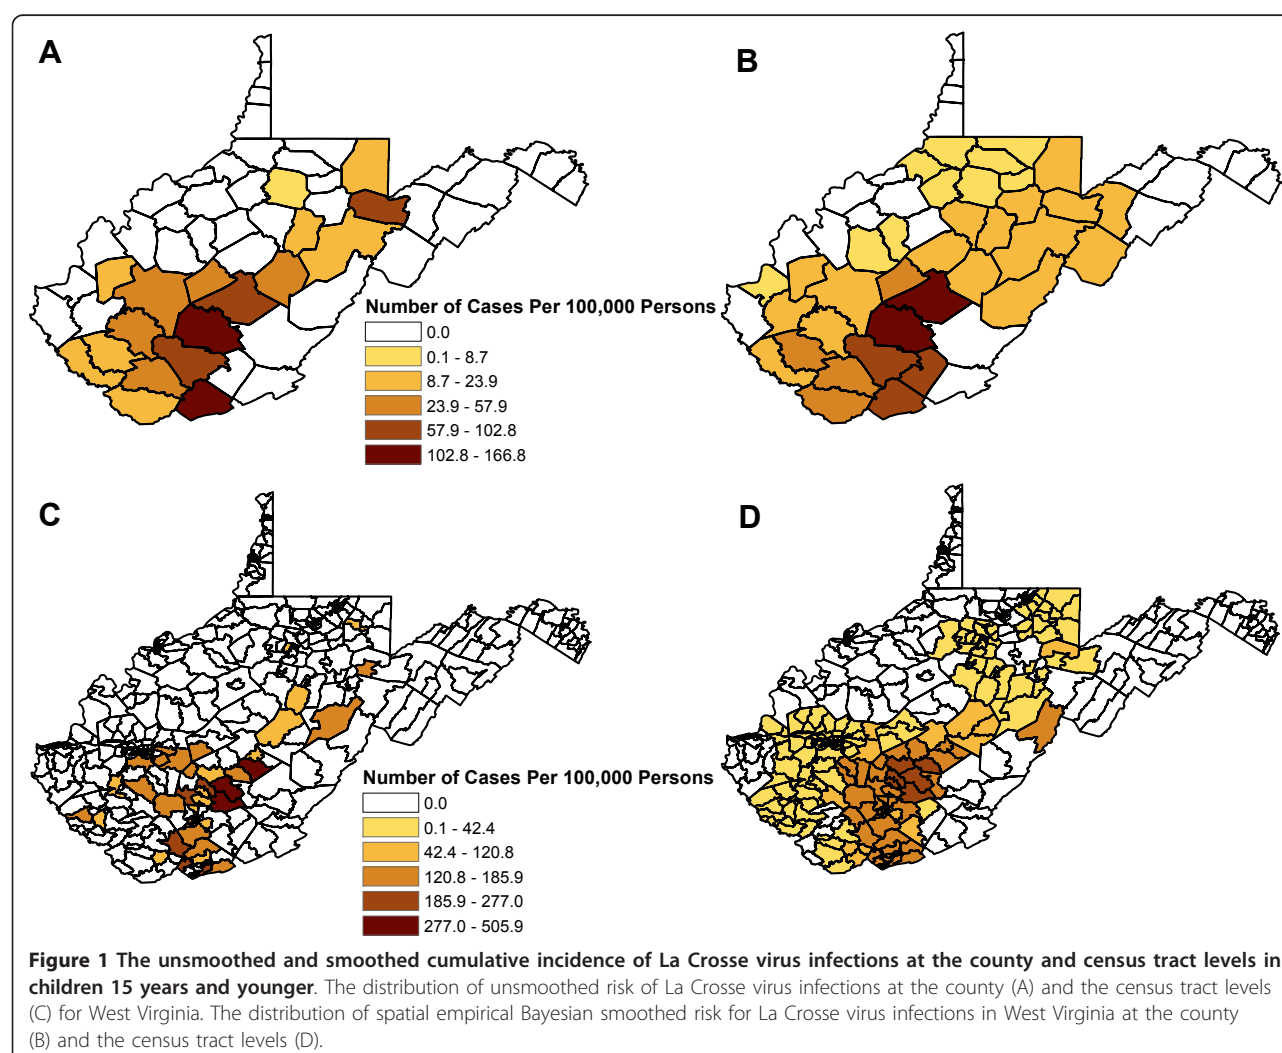 A
B
Number of Cases Per 100,000 Persons
0.0
0.1 - 8.7
8.7 - 23.9
23.9 - 57.9
57.9 - 102.8
102.8 - 166.8
C
D
Number of Cases Per 100,000 Persons
0.0
0.1 - 42.4
42.4 - 120.8
120.8 - 185.9
185.9 - 277.0
277.0 - 505.9
Figure 1 The unsmoothed and smoothed cumulative incidence of La Crosse virus infections at the county and census tract levels in
children 15 years and younger. The distribution of unsmoothed risk of La Crosse virus infections at the county (A) and the census tract levels
(C) for West Virginia. The distribution of spatial empirical Bayesian smoothed risk for La Crosse virus infections in West Virginia at the county
(B) and the census tract levels (D).